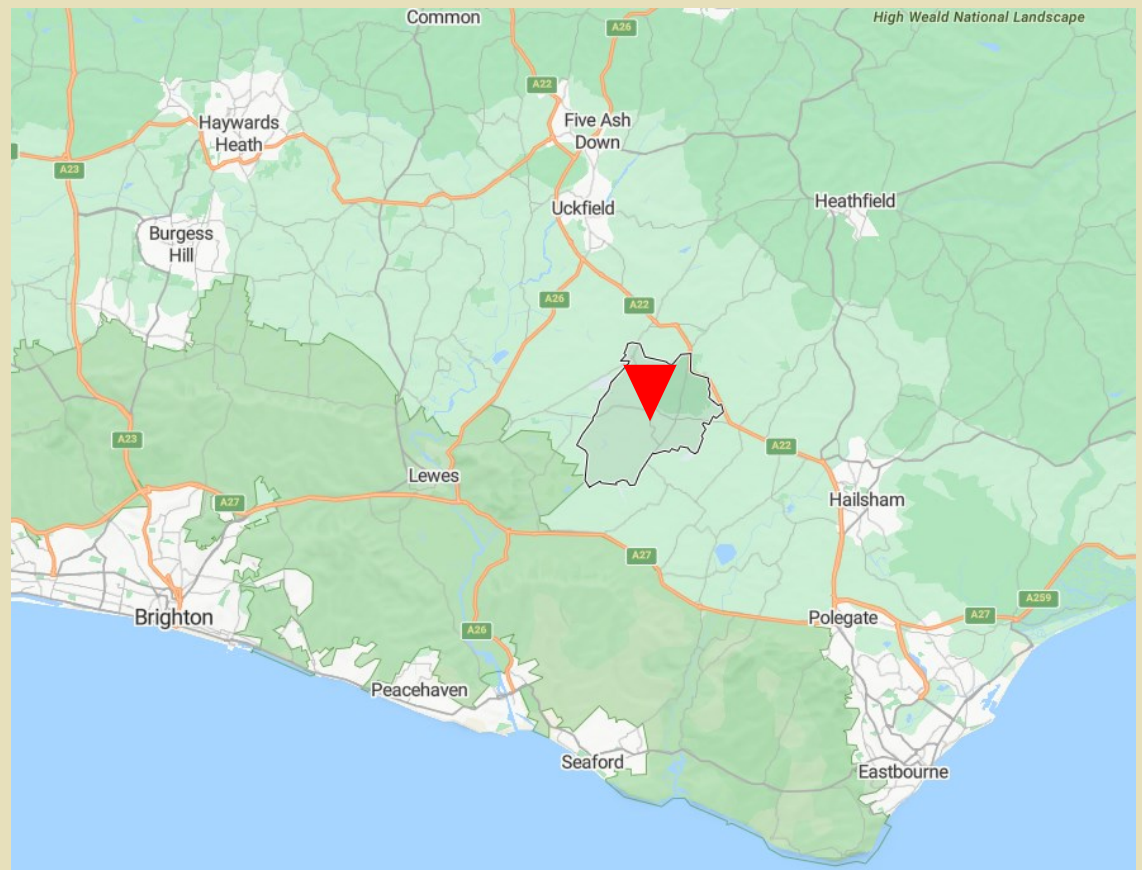 Common
High Weald National Landscape
A26
A22
Five Ash
Down
Haywards
Heath
A23
Heathfield
Uckfield
Burgess
Hill
A26
A22
A23
A22
Lewes
Hailsham
A27
A27
A259
A27
Brighton
Polegate
A26
Peacehaven
Seaford
Eastbourne